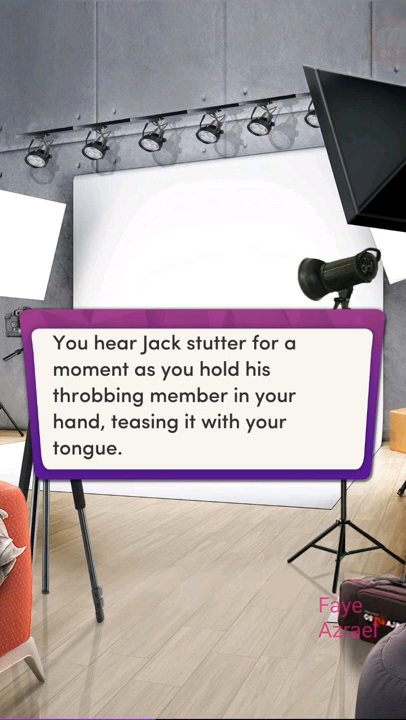 You hear Jack stutter for a
moment as you hold his
throbbing member in your
hand, teasing it with your
tongue.
Faye
Azrael